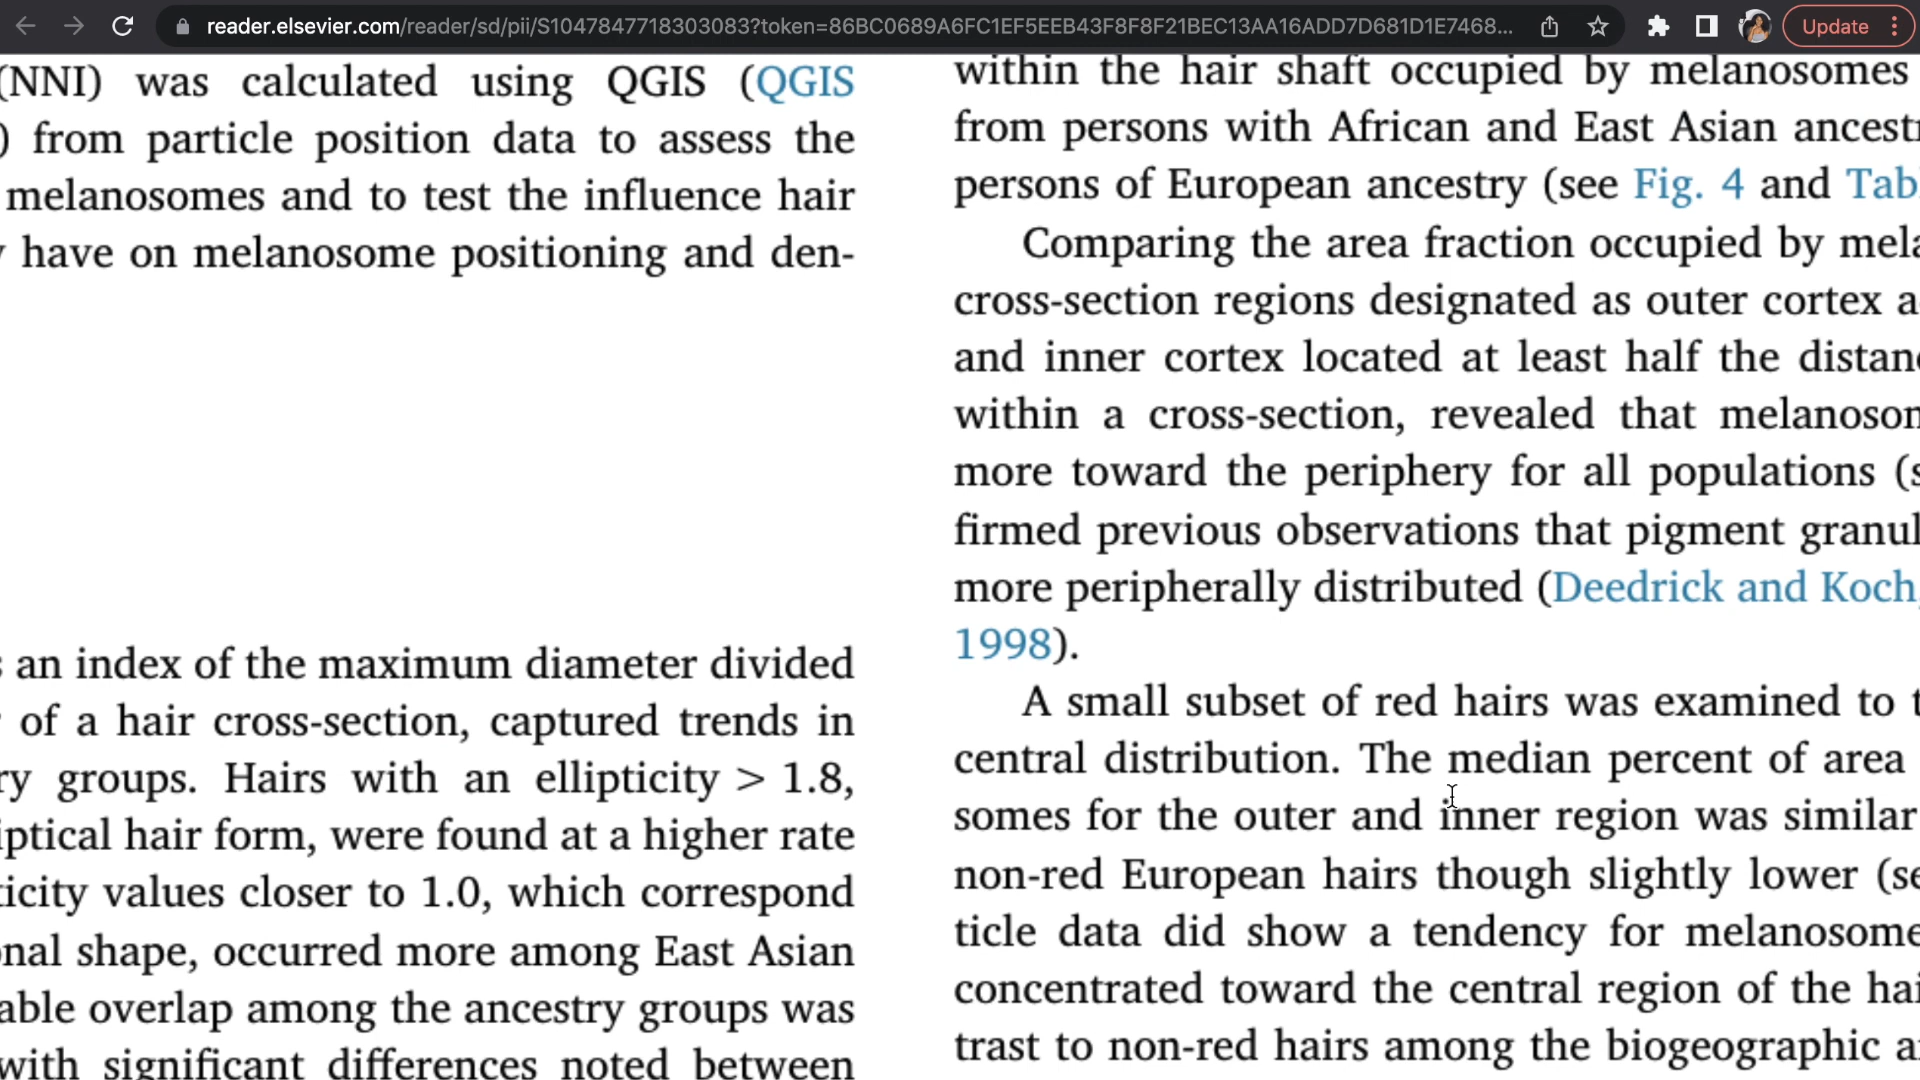 reader.elsevier.com/reader/sd/pii/S1047847718303083?token=86BC0689A6FC1EF5EEB43F8F8F21BEC13AA16ADD7D681D1E7468...
Update
(NNI) was calculated using QGIS (QGIS
) from particle position data to assess the
melanosomes and to test the influence hair
have on melanosome positioning and den-
an index of the maximum diameter divided
of a hair cross-section, captured trends in
ry groups. Hairs with an ellipticity > 1.8,
iptical hair form, were found at a higher rate
ticity values closer to 1.0, which correspond
onal shape, occurred more among East Asian
able overlap among the ancestry groups was
with significant differences noted between
within the hair shaft occupied by melanosomes
from persons with African and East Asian ancestr
persons of European ancestry (see Fig. 4 and Tab
Comparing the area fraction occupied by mela
cross-section regions designated as outer cortex a
and inner cortex located at least half the distanc
within a cross-section, revealed that melanosom
more toward the periphery for all populations (s
firmed previous observations that pigment granul
more peripherally distributed (Deedrick and Koch,
1998).
A small subset of red hairs was examined to t
central distribution. The median percent of area
somes for the outer and inner region was similar
non-red European hairs though slightly lower (se
ticle data did show a tendency for melanosome
concentrated toward the central region of the hai
trast to non-red hairs among the biogeographic a